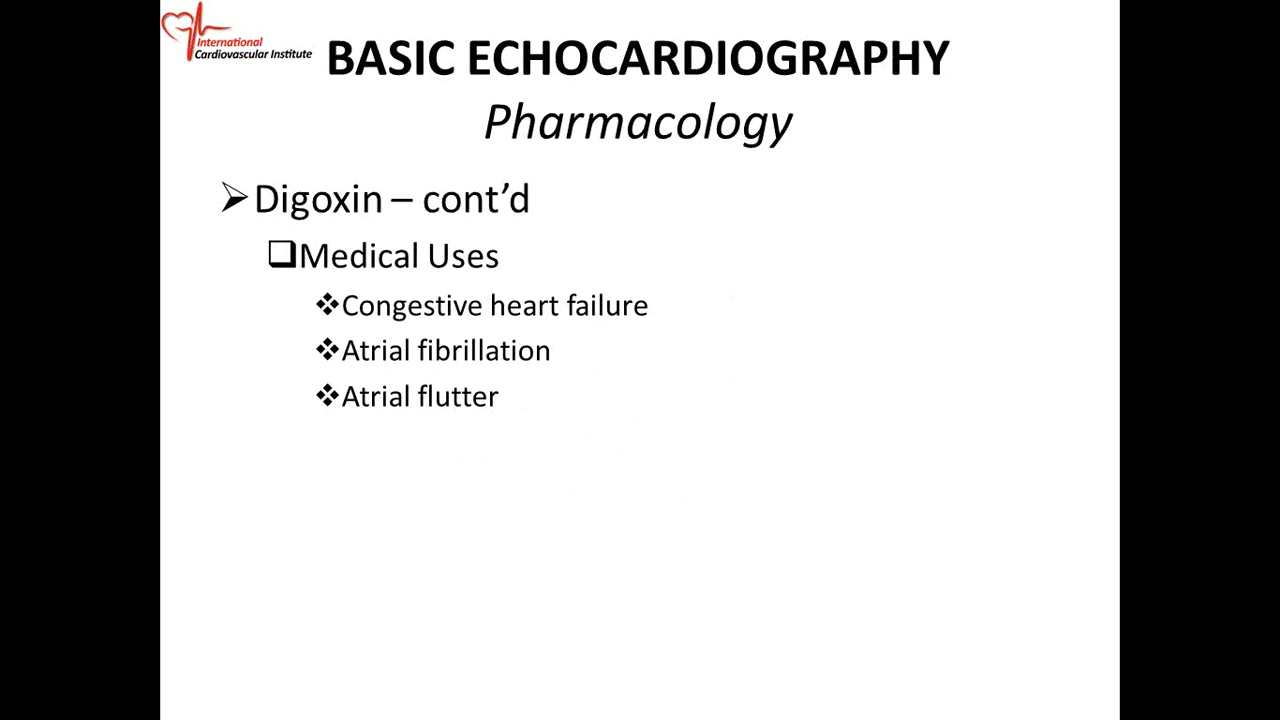 International
Cardiovascular Institute
BASIC ECHOCARDIOGRAPHY
Pharmacology
Digoxin – cont’d
Medical Uses
Congestive heart failure
Atrial fibrillation
Atrial flutter